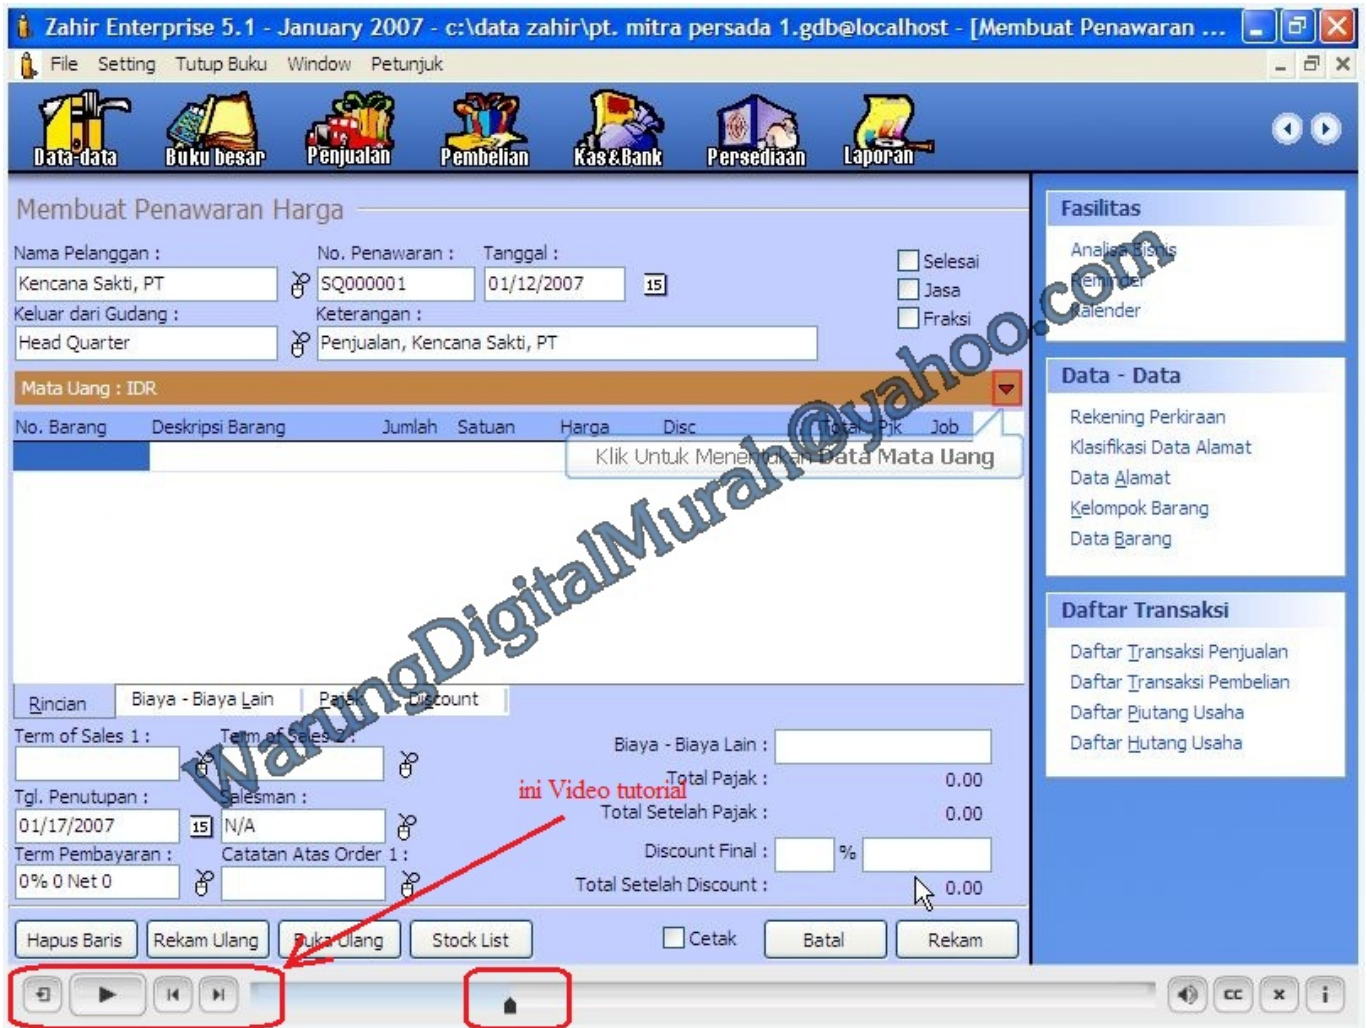 Zahir Enterprise 5.1 - January 2007 - c:\data zahir\pt. mitra persada 1.gdb@localhost - [Membuat Penawaran ...
File Setting Tutup Buku Window Petunjuk
Data-data Buku besar Penjualan Pembelian Kas & Bank Persediaan Laporan
Membuat Penawaran Harga
Nama Pelanggan : No. Penawaran : Tanggal :
Kencana Sakti, PT SQ000001 01/12/2007 15
Selesai
Jasa
Fraksi
Keluar dari Gudang : Keterangan :
Head Quarter Penjualan, Kencana Sakti, PT
Mata Uang : IDR
No. Barang Deskripsi Barang Jumlah Satuan Harga Disc Total Pjk Job
Klik Untuk Menentukan Data Mata Uang
WarungDigitalMurah@yahoo.com
Rincian Biaya - Biaya Lain Pajak Discount
Term of Sales 1 : Term of Sales 2 :
Tgl. Penutupan : Salesman :
01/17/2007 15 N/A
Term Pembayaran : Catatan Atas Order 1 :
0% 0 Net 0
Biaya - Biaya Lain :
Total Pajak : 0.00
ini Video tutorial
Total Setelah Pajak : 0.00
Discount Final : %
Total Setelah Discount : 0.00
Hapus Baris Rekam Ulang Buka Ulang Stock List Cetak Batal Rekam
Fasilitas
Analisa Bisnis
Reminder
Kalender
Data - Data
Rekening Perkiraan
Klasifikasi Data Alamat
Data Alamat
Kelompok Barang
Data Barang
Daftar Transaksi
Daftar Transaksi Penjualan
Daftar Transaksi Pembelian
Daftar Piutang Usaha
Daftar Hutang Usaha
CC x i